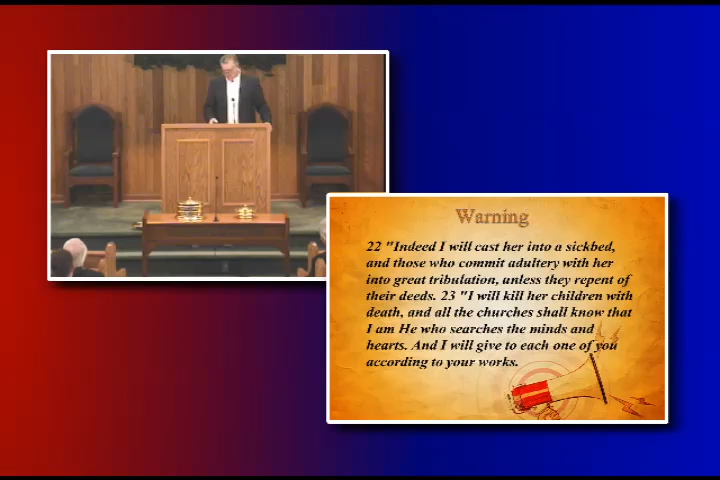 Warning
22 "Indeed I will cast her into a sickbed,
and those who commit adultery with her
into great tribulation, unless they repent of
their deeds. 23 "I will kill her children with
death, and all the churches shall know that
I am He who searches the minds and
hearts. And I will give to each one of you
according to your works.